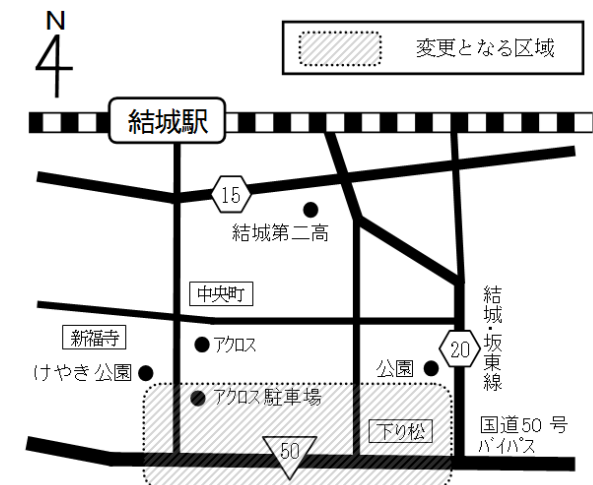 N
変更となる区域
結城駅
15
結城第二高
中央町
結城・坂東線
新福寺
アクロス
20
けやき公園
公園
アクロス駐車場
下り松
国道50号
バイパス
50